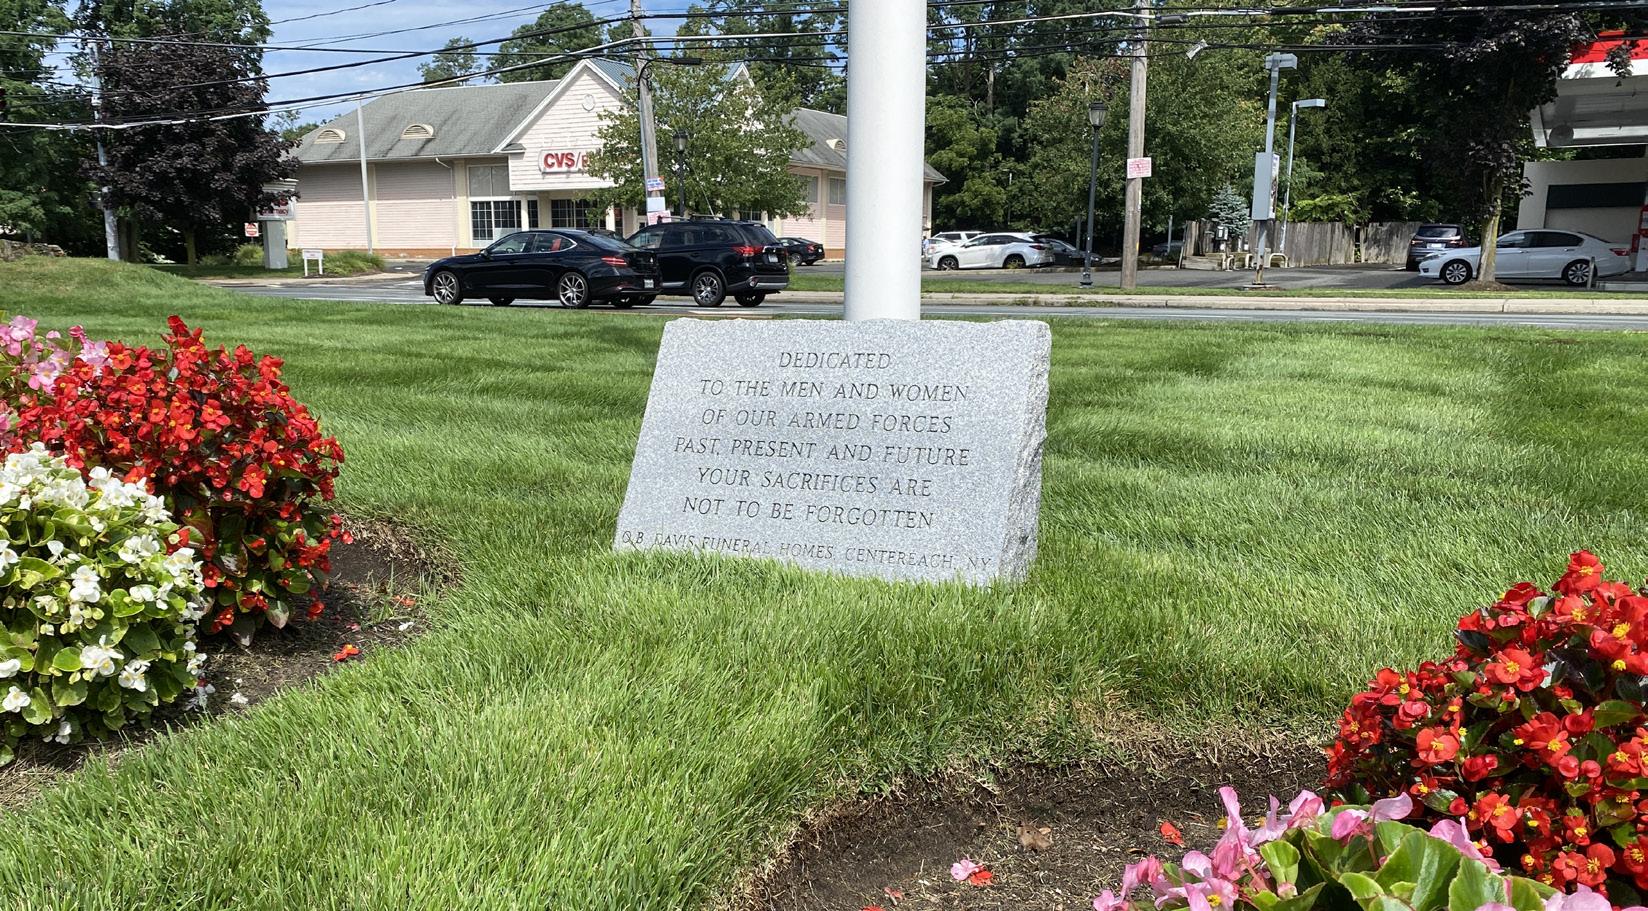 CVS/
DEDICATED
TO THE MEN AND WOMEN
OF OUR ARMED FORCES
PAST, PRESENT AND FUTURE
YOUR SACRIFICES ARE
NOT TO BE FORGOTTEN
O.B. DAVIS FUNERAL HOMES CENTEREACH, NY